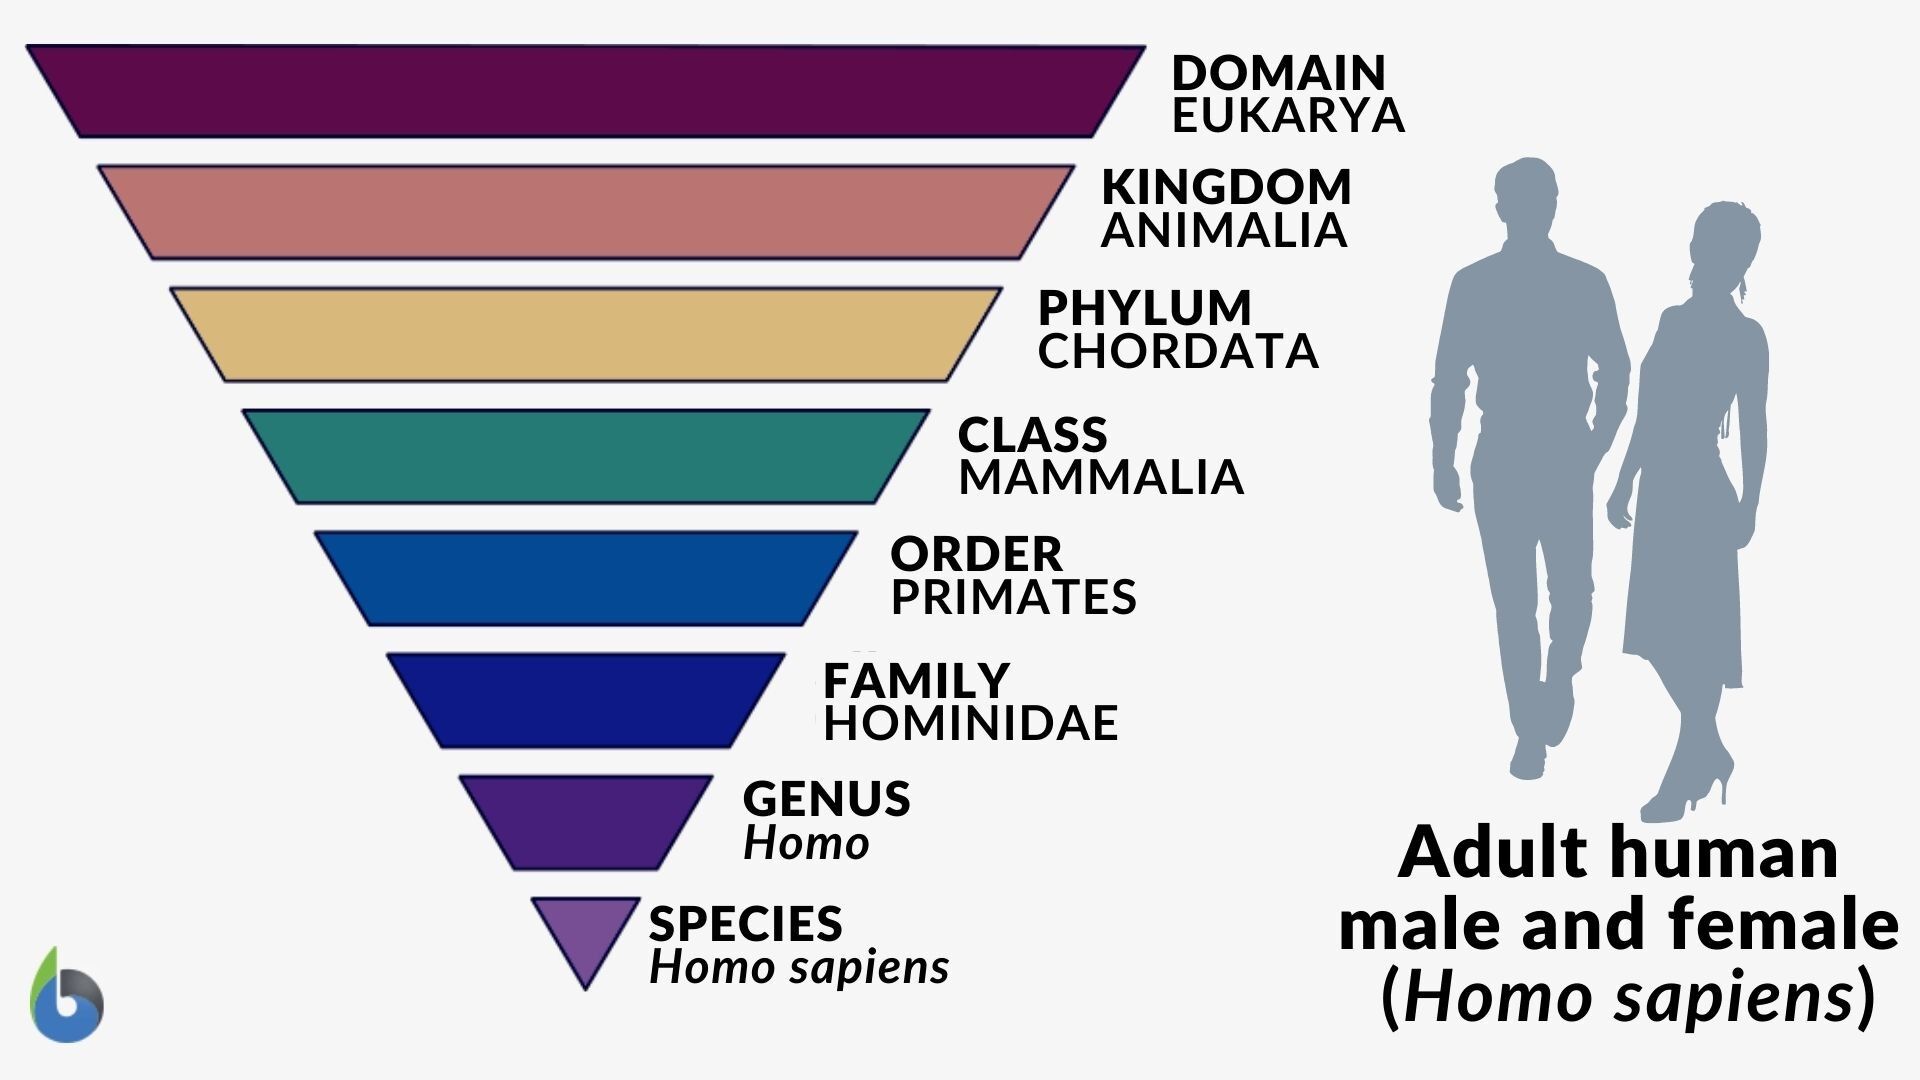 DOMAIN
EUKARYA
KINGDOM
ANIMALIA
PHYLUM
CHORDATA
CLASS
MAMMALIA
ORDER
PRIMATES
FAMILY
HOMINIDAE
GENUS
Homo
SPECIES
Homo sapiens
Adult human
male and female
(Homo sapiens)